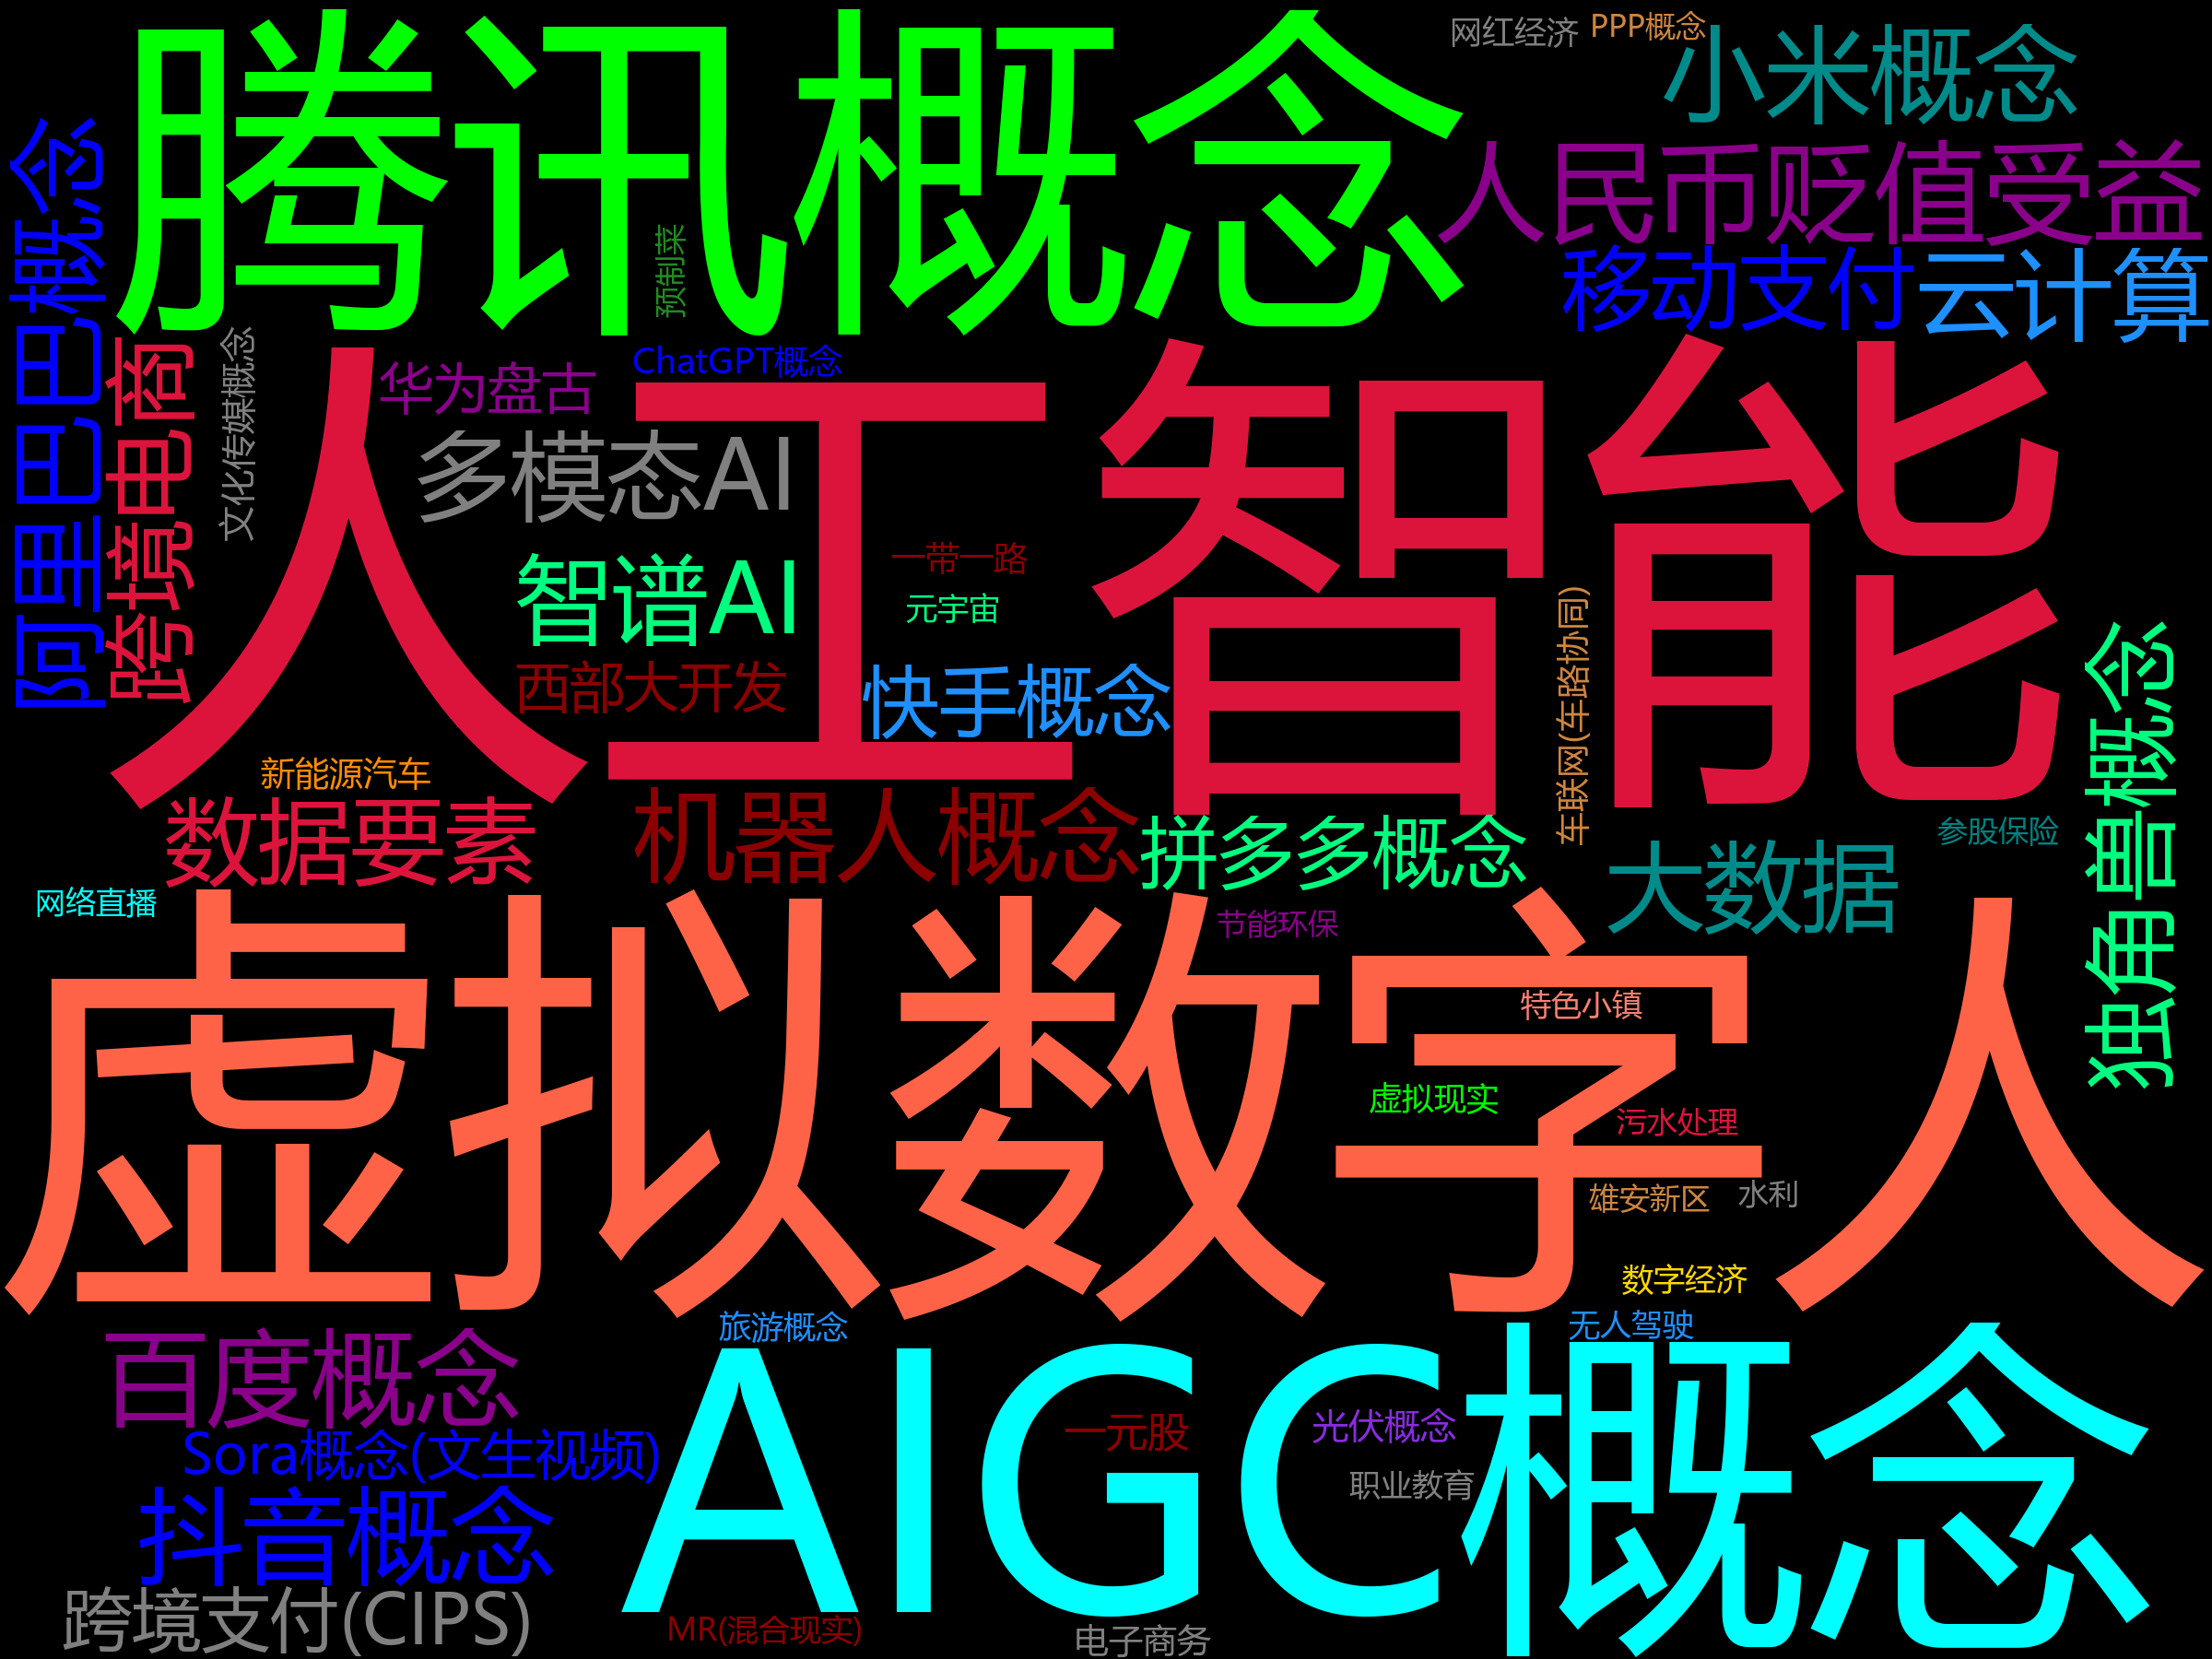 网红经济
PPP概念
腾讯概念
小米概念
阿里巴巴概念
人民币贬值受益
预制菜
移动支付
云计算
跨境电商
文化传媒概念
华为盘古
ChatGPT概念
人工智能
多模态AI
智谱AI
一带一路
元宇宙
车联网(车路协同)
独角兽概念
西部大开发
快手概念
新能源汽车
数据要素
机器人概念
拼多多概念
大数据
参股保险
网络直播
节能环保
虚拟数字人
特色小镇
虚拟现实
污水处理
雄安新区
水利
数字经济
旅游概念
无人驾驶
百度概念
AIGC概念
Sora概念(文生视频)
一元股
光伏概念
职业教育
抖音概念
跨境支付(CIPS)
MR(混合现实)
电子商务